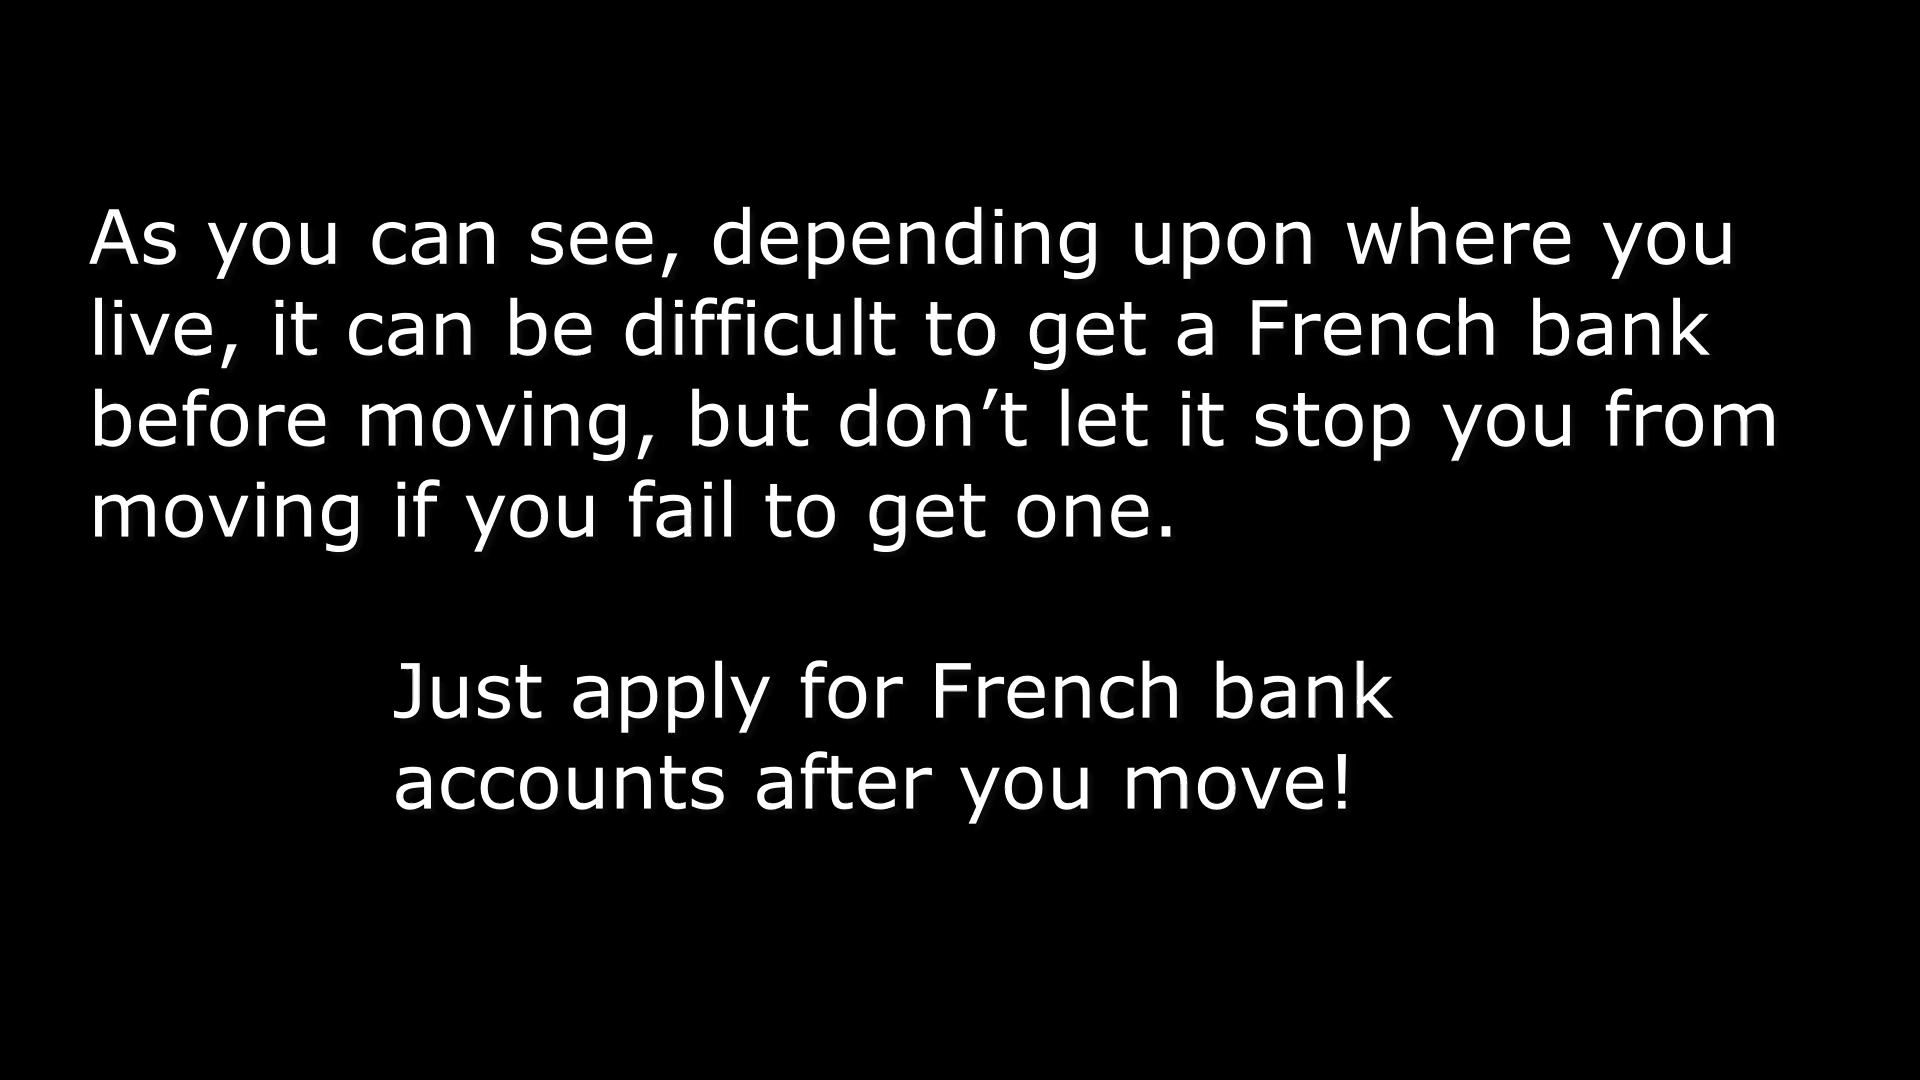 As you can see, depending upon where you
live, it can be difficult to get a French bank
before moving, but don’t let it stop you from
moving if you fail to get one.
Just apply for French bank
accounts after you move!